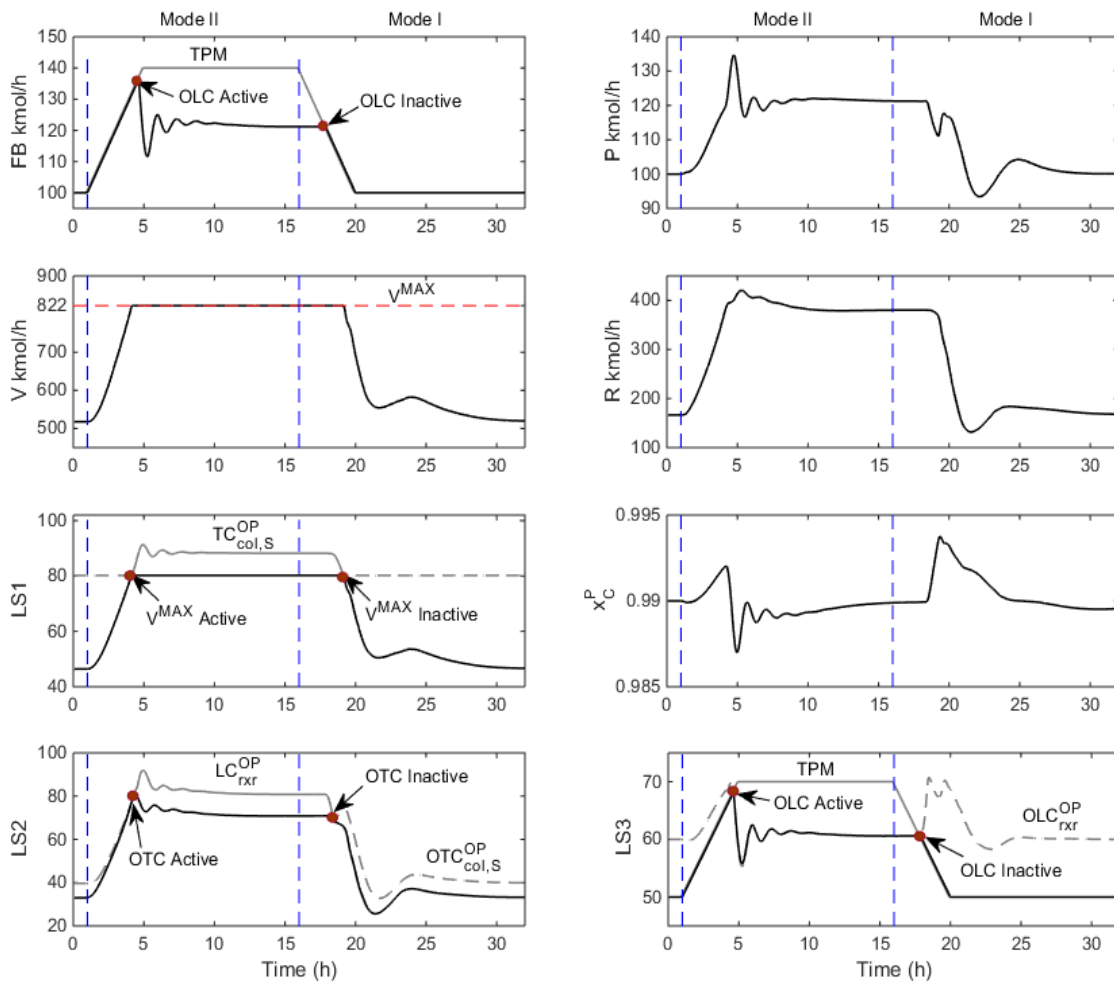 Mode II Mode I
150
140
130
120
110
100
FB kmol/h
TPM
OLC Active
OLC Inactive
0 5 10 15 20 25 30
Mode II Mode I
140
130
120
110
100
90
P kmol/h
0 5 10 15 20 25 30
900
822
700
600
500
V kmol/h
V^MAX
0 5 10 15 20 25 30
400
300
200
100
R kmol/h
0 5 10 15 20 25 30
100
80
60
40
LS1
TC^OP_col,S
V^MAX Active
V^MAX Inactive
0 5 10 15 20 25 30
0.995
0.99
0.985
x^P_C
0 5 10 15 20 25 30
100
80
60
40
20
LS2
LC^OP_rxr
OTC Inactive
OTC Active
OTC^OP_col,S
0 5 10 15 20 25 30
Time (h)
70
60
50
LS3
TPM
OLC Active
OLC^OP_rxr
OLC Inactive
0 5 10 15 20 25 30
Time (h)